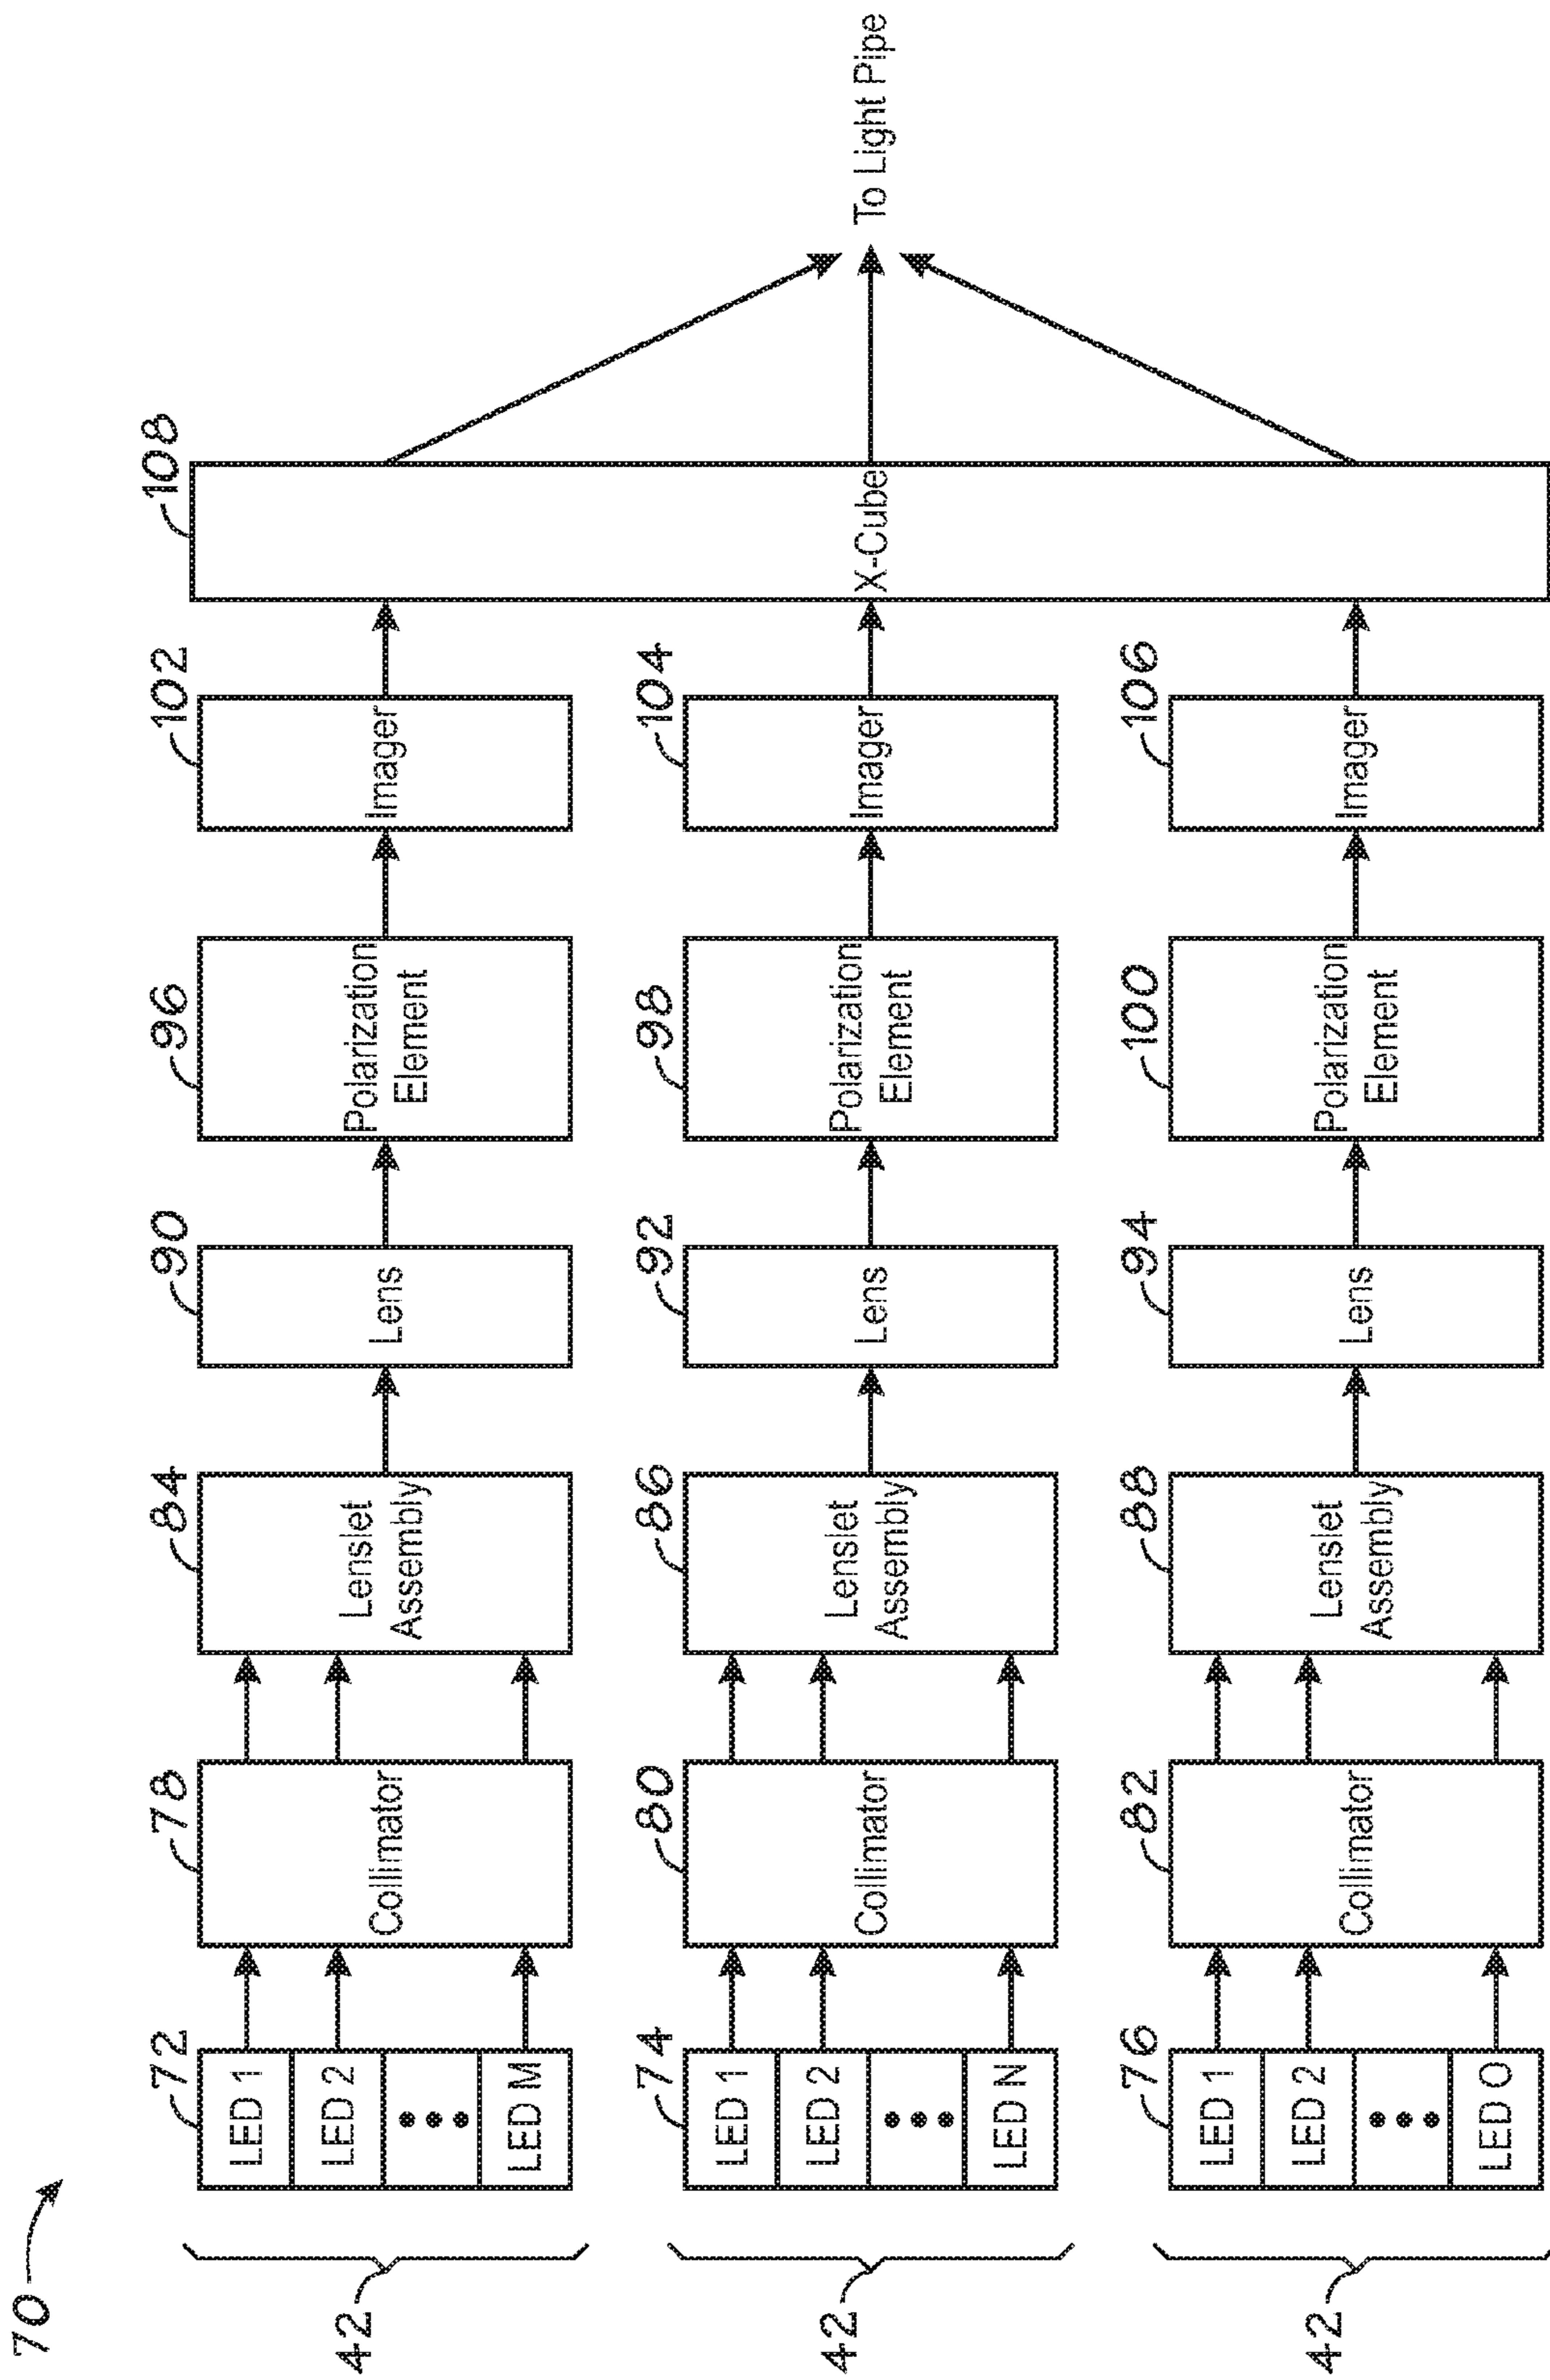 70
42
72
LED 1
LED 2
LED M
78
Collimator
84
Lenslet
Assembly
90
Lens
96
Polarization
Element
102
Imager
42
74
LED 1
LED 2
LED N
80
Collimator
86
Lenslet
Assembly
92
Lens
98
Polarization
Element
104
Imager
42
76
LED 1
LED 2
LED O
82
Collimator
88
Lenslet
Assembly
94
Lens
100
Polarization
Element
106
Imager
108
X-Cube
To Light Pipe